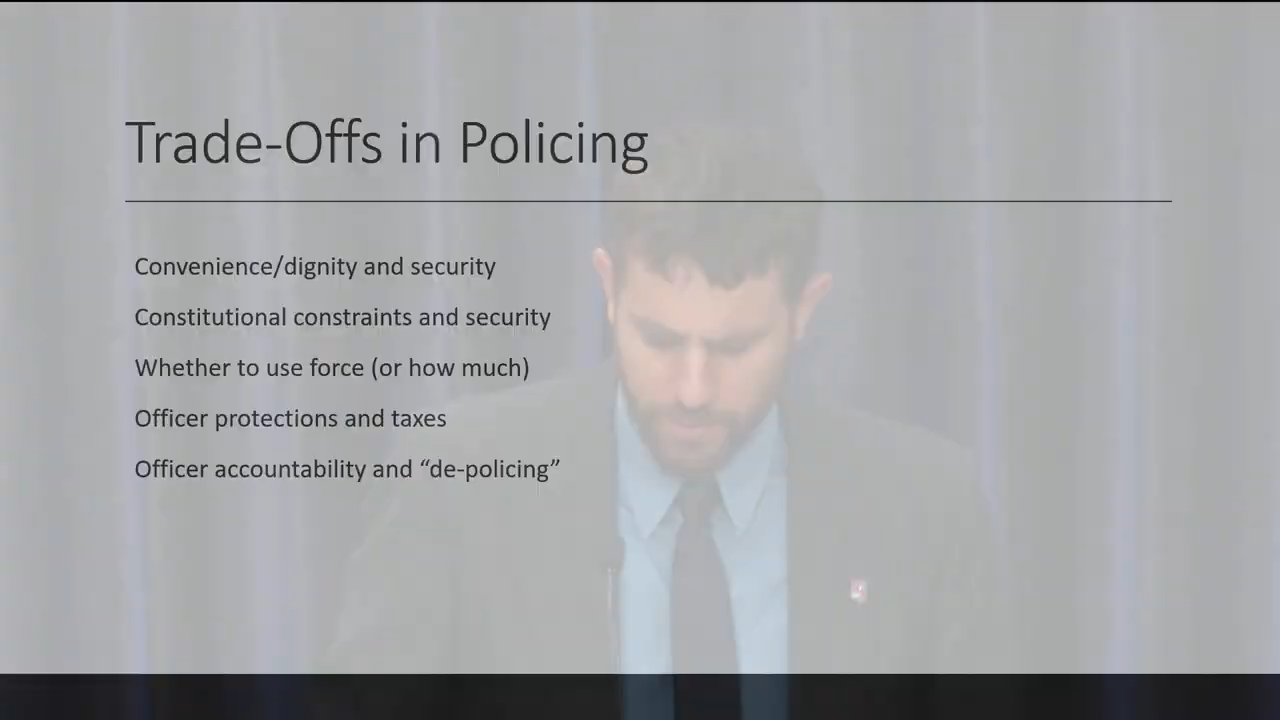 Trade-Offs in Policing
Convenience/dignity and security
Constitutional constraints and security
Whether to use force (or how much)
Officer protections and taxes
Officer accountability and “de-policing”